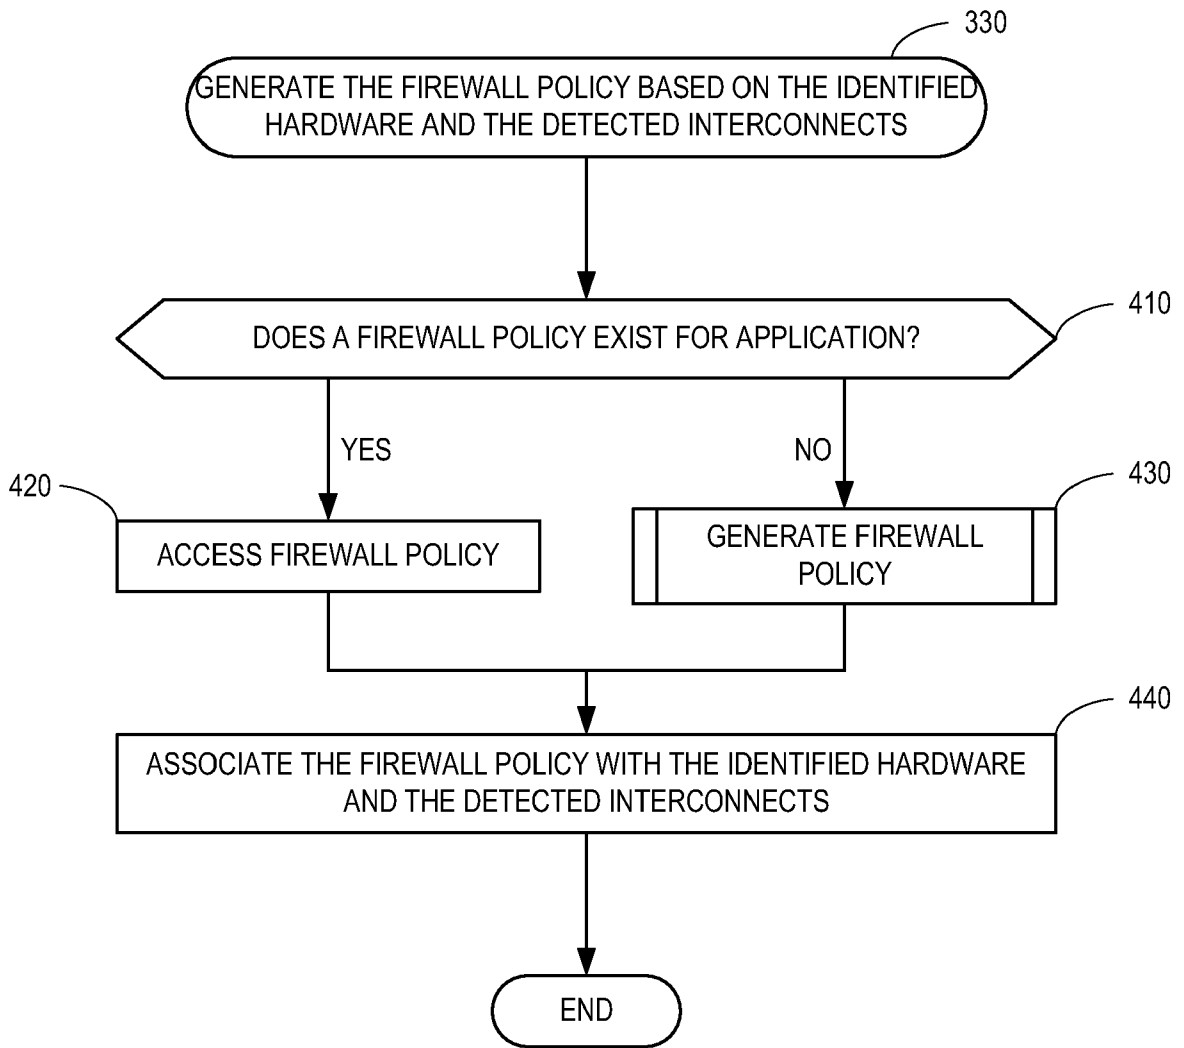 330
GENERATE THE FIREWALL POLICY BASED ON THE IDENTIFIED
HARDWARE AND THE DETECTED INTERCONNECTS
410
DOES A FIREWALL POLICY EXIST FOR APPLICATION?
YES
NO
420
430
ACCESS FIREWALL POLICY
GENERATE FIREWALL
POLICY
440
ASSOCIATE THE FIREWALL POLICY WITH THE IDENTIFIED HARDWARE
AND THE DETECTED INTERCONNECTS
END